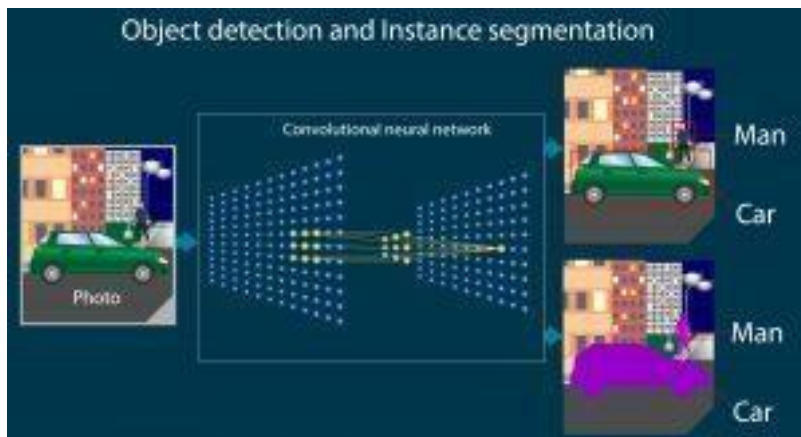 Object detection and Instance segmentation
Convolutional neural network
Photo
Man
Car
Man
Car